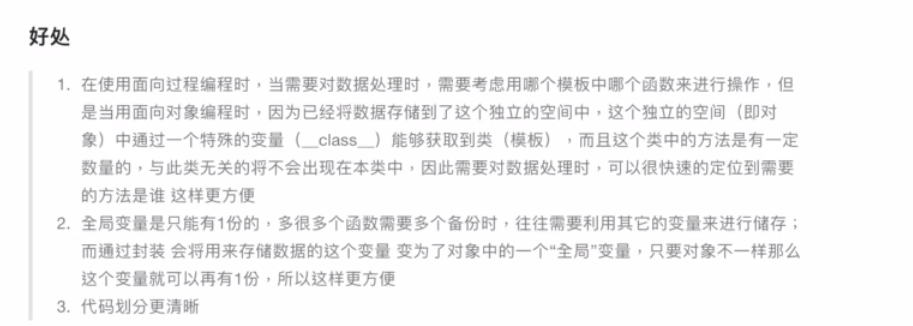 好处
1. 在使用面向过程编程时，当需要对数据处理时，需要考虑用哪个模板中哪个函数来进行操作，但
是当用面向对象编程时，因为已经将数据存储到了这个独立的空间中，这个独立的空间（即对
象）中通过一个特殊的变量（__class__）能够获取到类（模板），而且这个类中的方法是有一定
数量的，与此类无关的将不会出现在本类中，因此需要对数据处理时，可以很快速的定位到需要
的方法是谁 这样更方便
2. 全局变量是只能有1份的，多很多个函数需要多个备份时，往往需要利用其它的变量来进行储存；
而通过封装 会将用来存储数据的这个变量 变为了对象中的一个“全局”变量，只要对象不一样那么
这个变量就可以再有1份，所以这样更方便
3. 代码划分更清晰